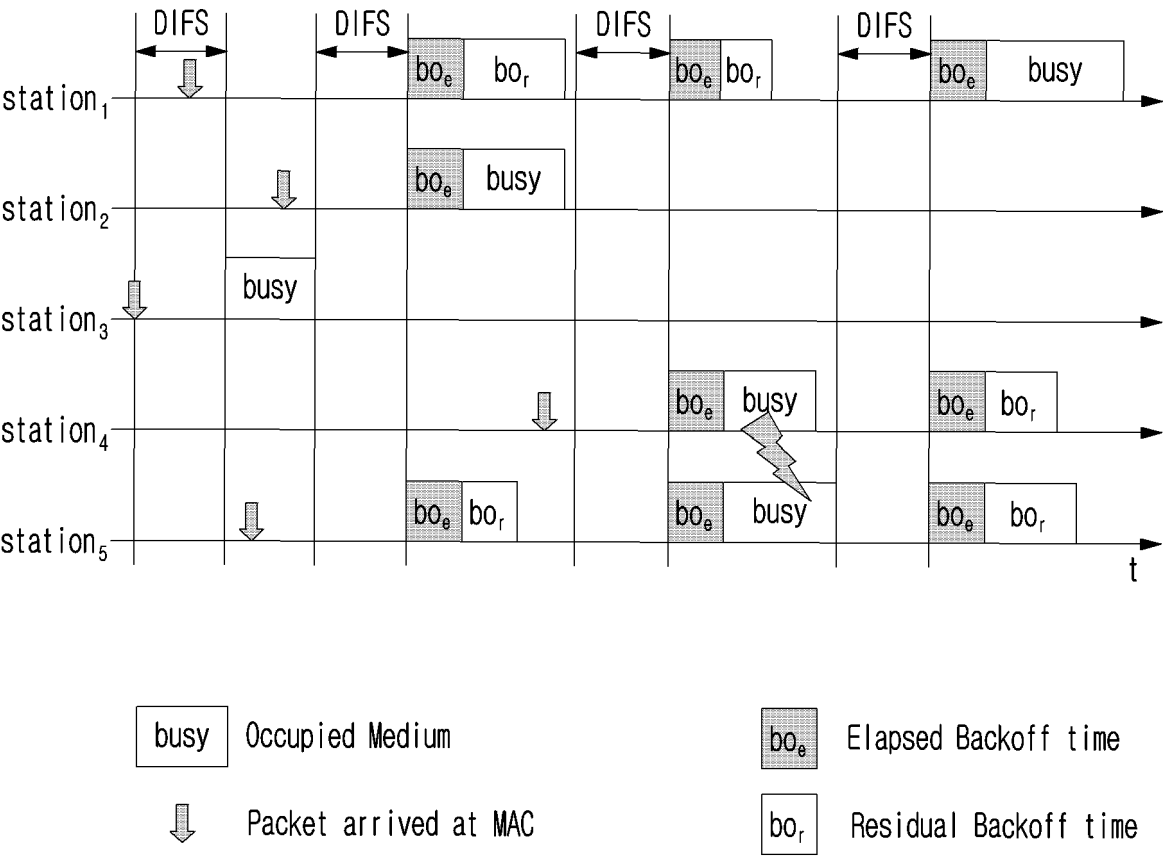 DIFS DIFS DIFS DIFS
station₁ boₑ boᵣ boₑ boᵣ boₑ busy
station₂ boₑ busy
station₃ busy
station₄ boₑ busy boₑ boᵣ
station₅ boₑ boᵣ boₑ busy boₑ boᵣ
t
busy Occupied Medium boₑ Elapsed Backoff time
Packet arrived at MAC boᵣ Residual Backoff time